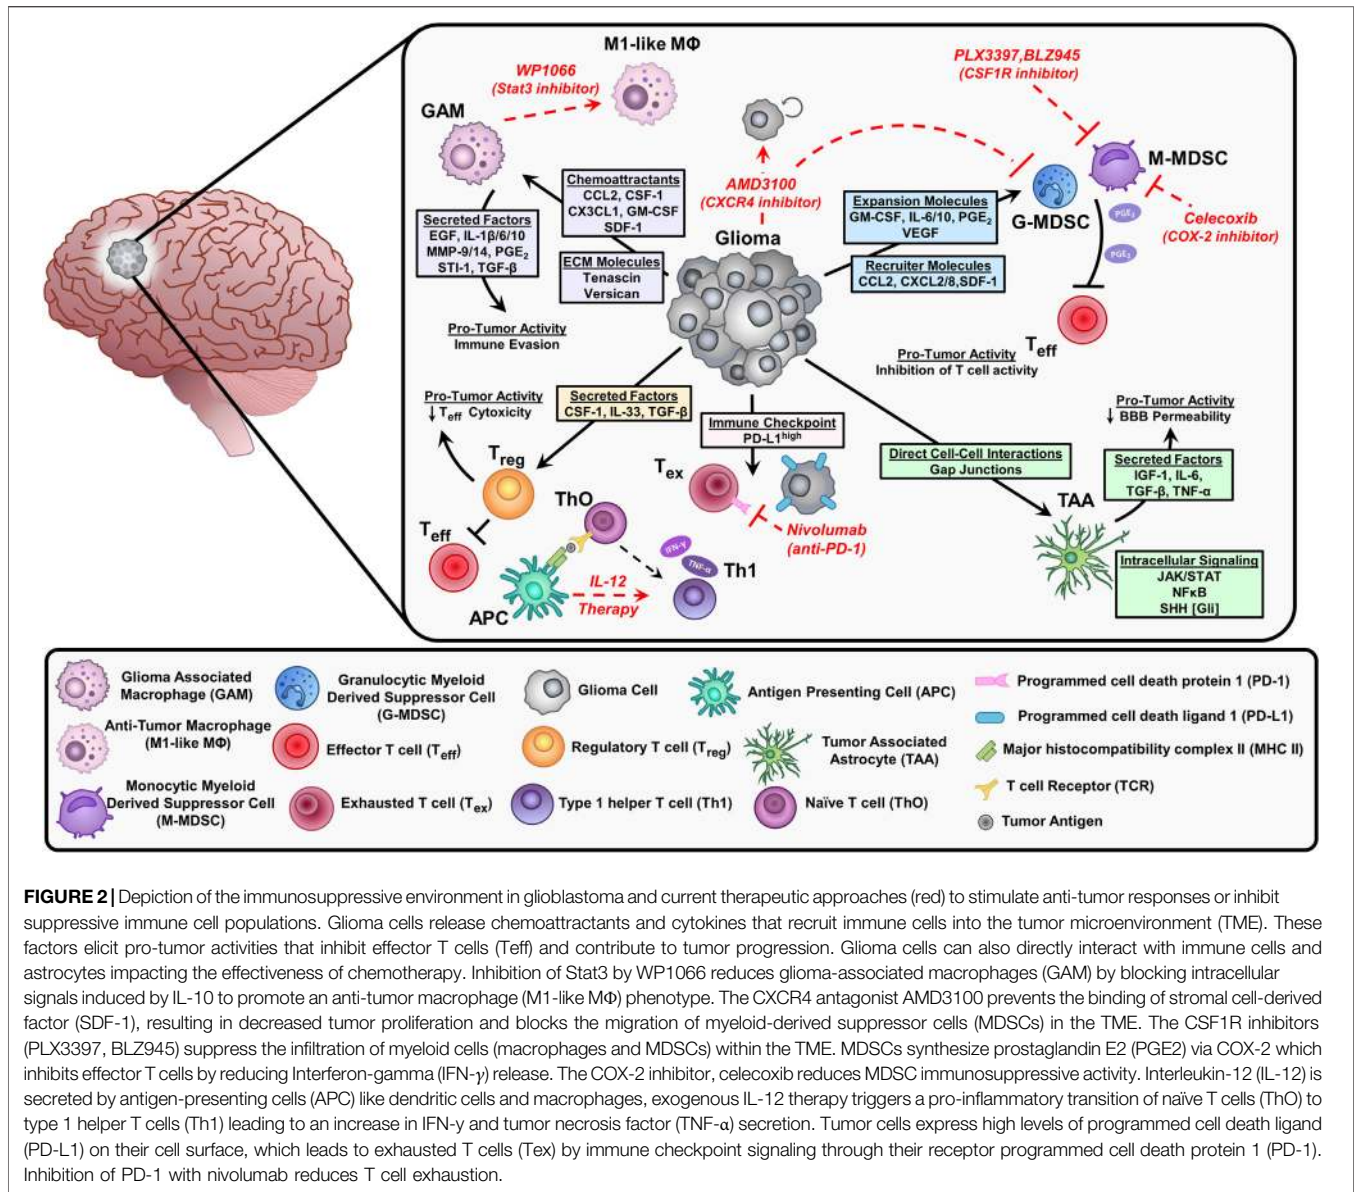 M1-like MΦ
WP1066
(Stat3 inhibitor)
GAM
PLX3397,BLZ945
(CSF1R inhibitor)
M-MDSC
AMD3100
(CXCR4 inhibitor)
Glioma
Chemoattractants
CCL2, CSF-1
CX3CL1, GM-CSF
SDF-1
Secreted Factors
EGF, IL-1β/6/10
MMP-9/14, PGE2
STI-1, TGF-β
ECM Molecules
Tenascin
Versican
Pro-Tumor Activity
Immune Evasion
Expansion Molecules
GM-CSF, IL-6/10, PGE2
VEGF
Recruiter Molecules
CCL2, CXCL2/8,SDF-1
G-MDSC
PGE2
PGE2
Celecoxib
(COX-2 inhibitor)
Teff
Pro-Tumor Activity
Inhibition of T cell activity
Pro-Tumor Activity
↓ Teff Cytoxicity
Secreted Factors
CSF-1, IL-33, TGF-β
Immune Checkpoint
PD-L1high
Treg
Tex
ThO
Teff
Nivolumab
(anti-PD-1)
IFN-γ
TNF-α
Th1
IL-12
Therapy
APC
Direct Cell-Cell Interactions
Gap Junctions
Pro-Tumor Activity
↓ BBB Permeability
Secreted Factors
IGF-1, IL-6,
TGF-β, TNF-α
TAA
Intracellular Signaling
JAK/STAT
NFκB
SHH [Gli]
Glioma Associated
Macrophage (GAM)
Granulocytic Myeloid
Derived Suppressor Cell
(G-MDSC)
Glioma Cell
Antigen Presenting Cell (APC)
Programmed cell death protein 1 (PD-1)
Programmed cell death ligand 1 (PD-L1)
Anti-Tumor Macrophage
(M1-like MΦ)
Effector T cell (Teff)
Regulatory T cell (Treg)
Tumor Associated
Astrocyte (TAA)
Major histocompatibility complex II (MHC II)
T cell Receptor (TCR)
Monocytic Myeloid
Derived Suppressor Cell
(M-MDSC)
Exhausted T cell (Tex)
Type 1 helper T cell (Th1)
Naïve T cell (ThO)
Tumor Antigen
FIGURE 2 | Depiction of the immunosuppressive environment in glioblastoma and current therapeutic approaches (red) to stimulate anti-tumor responses or inhibit
suppressive immune cell populations. Glioma cells release chemoattractants and cytokines that recruit immune cells into the tumor microenvironment (TME). These
factors elicit pro-tumor activities that inhibit effector T cells (Teff) and contribute to tumor progression. Glioma cells can also directly interact with immune cells and
astrocytes impacting the effectiveness of chemotherapy. Inhibition of Stat3 by WP1066 reduces glioma-associated macrophages (GAM) by blocking intracellular
signals induced by IL-10 to promote an anti-tumor macrophage (M1-like MΦ) phenotype. The CXCR4 antagonist AMD3100 prevents the binding of stromal cell-derived
factor (SDF-1), resulting in decreased tumor proliferation and blocks the migration of myeloid-derived suppressor cells (MDSCs) in the TME. The CSF1R inhibitors
(PLX3397, BLZ945) suppress the infiltration of myeloid cells (macrophages and MDSCs) within the TME. MDSCs synthesize prostaglandin E2 (PGE2) via COX-2 which
inhibits effector T cells by reducing Interferon-gamma (IFN-γ) release. The COX-2 inhibitor, celecoxib reduces MDSC immunosuppressive activity. Interleukin-12 (IL-12) is
secreted by antigen-presenting cells (APC) like dendritic cells and macrophages, exogenous IL-12 therapy triggers a pro-inflammatory transition of naïve T cells (ThO) to
type 1 helper T cells (Th1) leading to an increase in IFN-y and tumor necrosis factor (TNF-α) secretion. Tumor cells express high levels of programmed cell death ligand
(PD-L1) on their cell surface, which leads to exhausted T cells (Tex) by immune checkpoint signaling through their receptor programmed cell death protein 1 (PD-1).
Inhibition of PD-1 with nivolumab reduces T cell exhaustion.